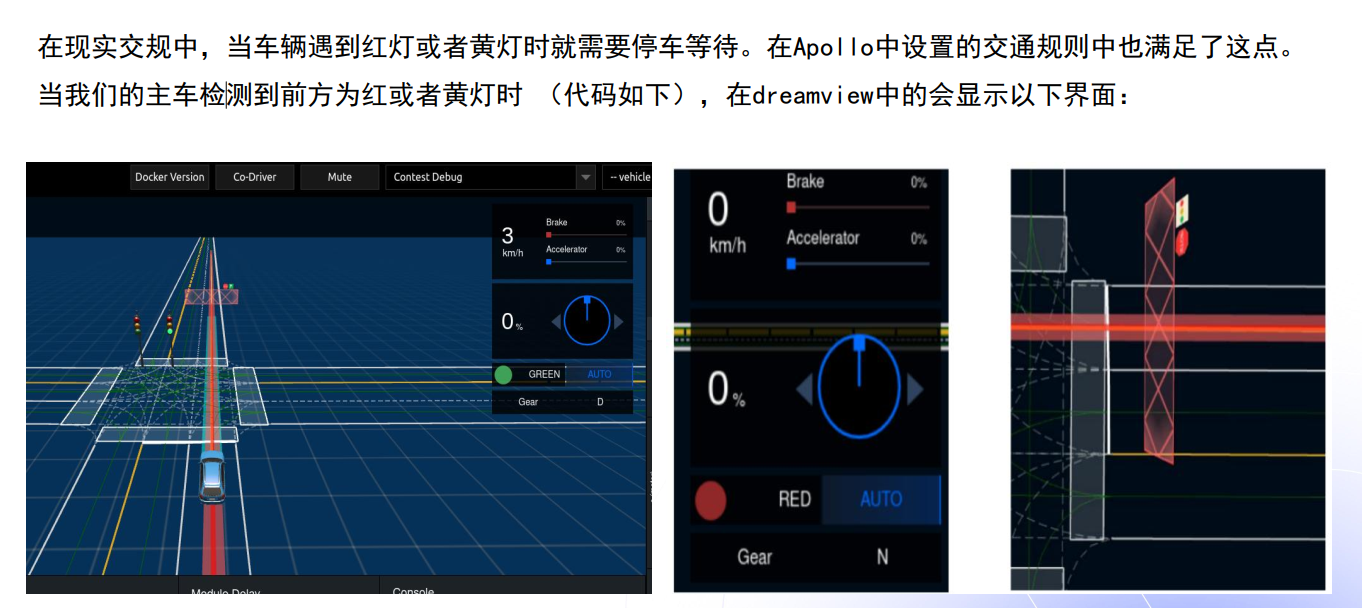 在现实交规中，当车辆遇到红灯或者黄灯时就需要停车等待。在Apollo中设置的交通规则中也满足了这点。
当我们的主车检测到前方为红或者黄灯时 （代码如下），在dreamview中的会显示以下界面：
Docker Version Co-Driver Mute Contest Debug -- vehicle
Brake 0%
3
km/h
Accelerator 0%
0 %
GREEN AUTO
Gear D
Module Delay Console
Brake 0%
0
km/h
Accelerator 0%
0 %
RED AUTO
Gear N